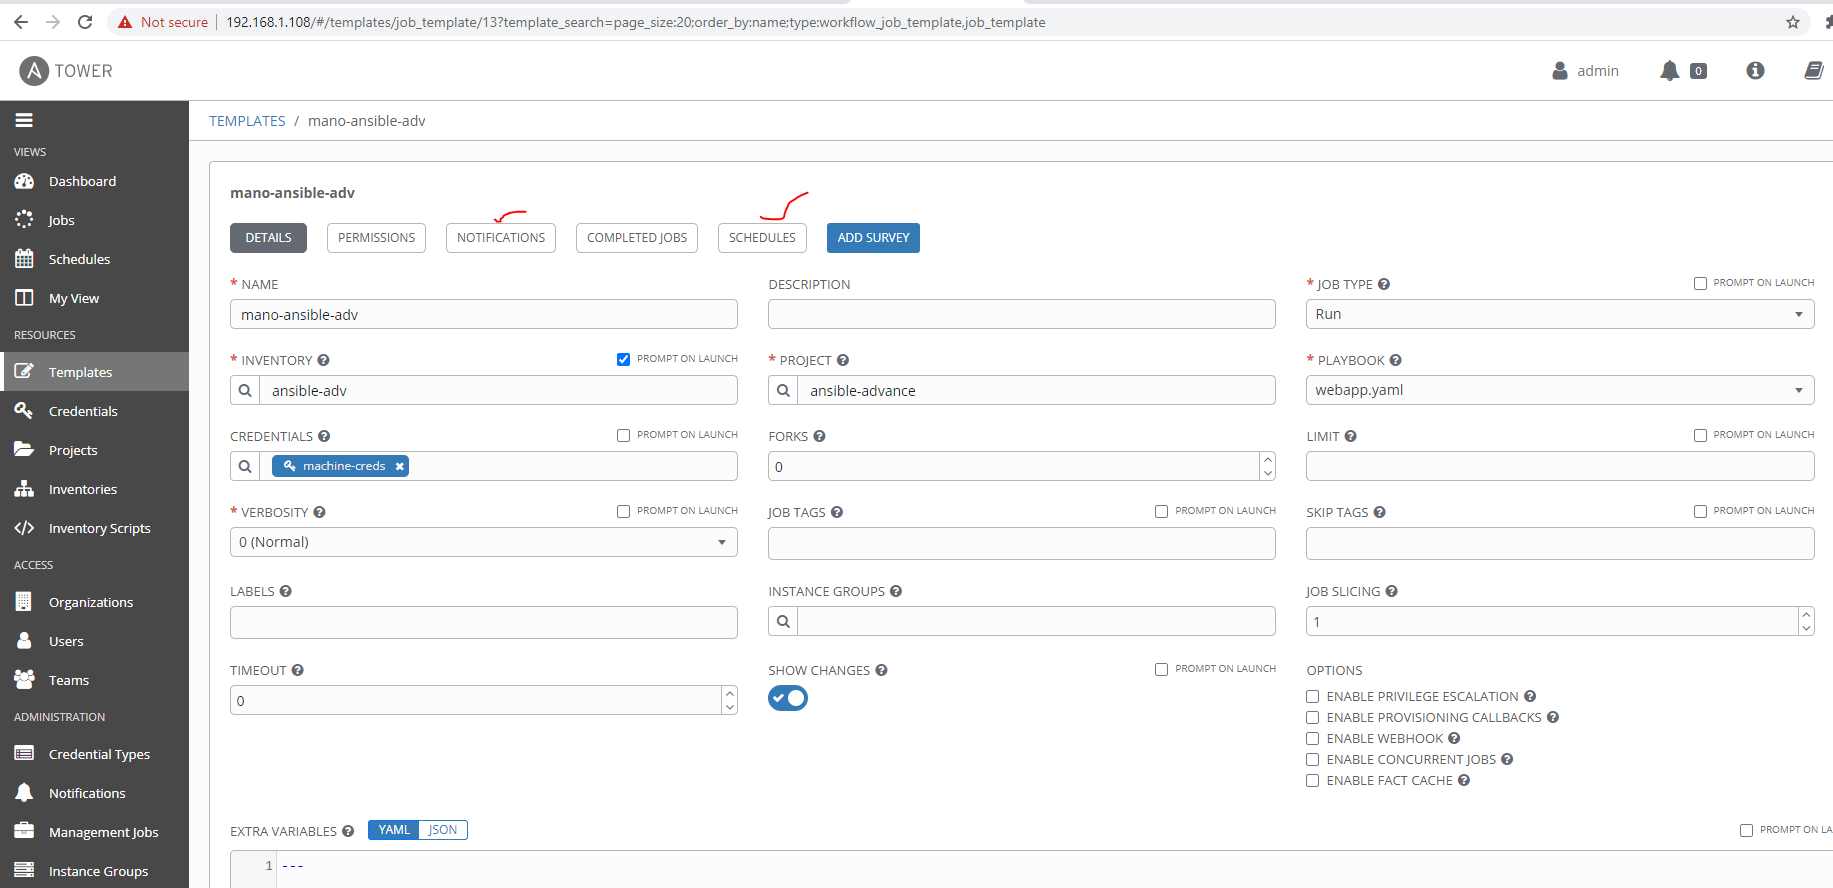 Not secure 192.168.1.108/#/templates/job_template/13?template_search=page_size:20;order_by:name;type:workflow_job_template,job_template
A TOWER admin 0
VIEWS
Dashboard
Jobs
Schedules
My View
RESOURCES
Templates
Credentials
Projects
Inventories
Inventory Scripts
ACCESS
Organizations
Users
Teams
ADMINISTRATION
Credential Types
Notifications
Management Jobs
Instance Groups
TEMPLATES / mano-ansible-adv
mano-ansible-adv
DETAILS PERMISSIONS NOTIFICATIONS COMPLETED JOBS SCHEDULES ADD SURVEY
* NAME DESCRIPTION * JOB TYPE ? PROMPT ON LAUNCH
mano-ansible-adv Run
* INVENTORY ? PROMPT ON LAUNCH * PROJECT ? * PLAYBOOK ?
ansible-adv ansible-advance webapp.yaml
CREDENTIALS ? PROMPT ON LAUNCH FORKS ? LIMIT ? PROMPT ON LAUNCH
machine-creds × 0
* VERBOSITY ? PROMPT ON LAUNCH JOB TAGS ? PROMPT ON LAUNCH SKIP TAGS ? PROMPT ON LAUNCH
0 (Normal)
LABELS ? INSTANCE GROUPS ? JOB SLICING ?
1
TIMEOUT ? SHOW CHANGES ? PROMPT ON LAUNCH OPTIONS
0
ENABLE PRIVILEGE ESCALATION ?
ENABLE PROVISIONING CALLBACKS ?
ENABLE WEBHOOK ?
ENABLE CONCURRENT JOBS ?
ENABLE FACT CACHE ?
EXTRA VARIABLES ? YAML JSON PROMPT ON LA
1 ---